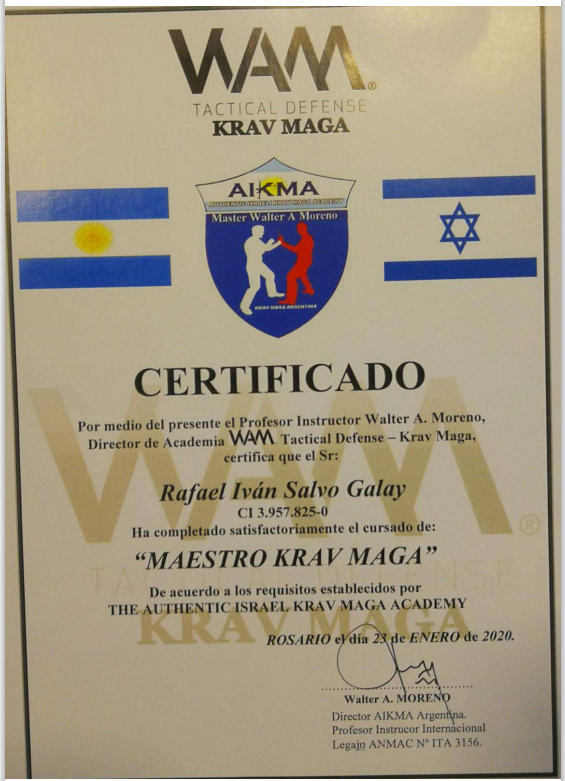 WAM®
TACTICAL DEFENSE
KRAV MAGA
AIKMA
AUTHENTIC ISRAELI KRAV MAGA ACADEMY
Master Walter A Moreno
KRAV MAGA ARGENTINA
CERTIFICADO
Por medio del presente el Profesor Instructor Walter A. Moreno,
Director de Academia WAM Tactical Defense – Krav Maga,
certifica que el Sr:
Rafael Iván Salvo Galay
CI 3.957.825-0
Ha completado satisfactoriamente el cursado de:
“MAESTRO KRAV MAGA”
De acuerdo a los requisitos establecidos por
THE AUTHENTIC ISRAEL KRAV MAGA ACADEMY
ROSARIO el día 23 de ENERO de 2020.
Walter A. MORENO
Director AIKMA Argentina.
Profesor Instrucor Internacional
Legajo ANMAC Nº ITA 3156.
WAM®
TACTICAL DEFENSE
KRAV MAGA